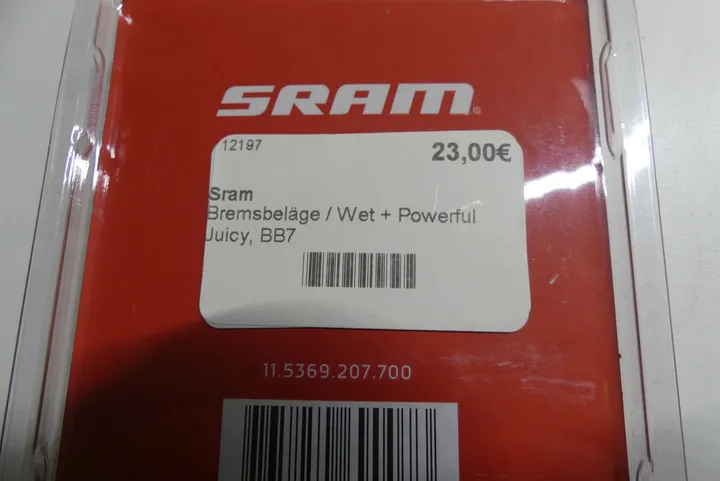 SRAM
12197
23,00€
Sram
Bremsbeläge / Wet + Powerful
Juicy, BB7
11.5369.207.700